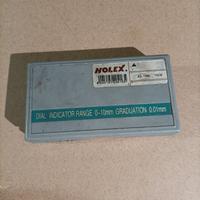 HOLEX
DIAL INDICATOR RANGE 0-10mm GRADUATION 0.01mm